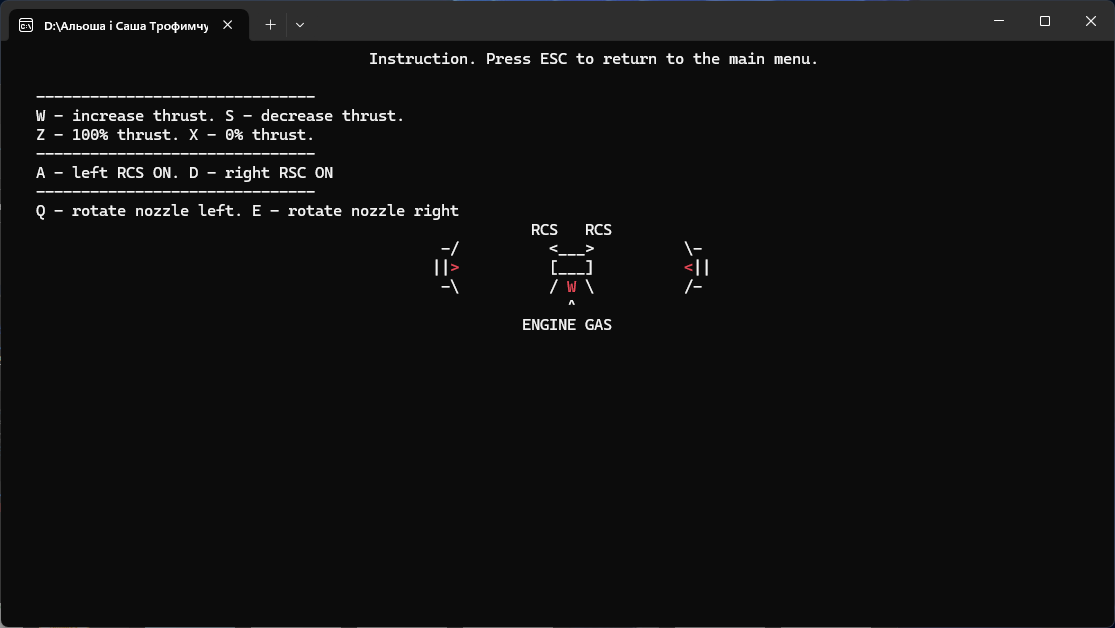 D:\Альоша і Саша Трофимчу
Instruction. Press ESC to return to the main menu.
-------------------------------
W - increase thrust. S - decrease thrust.
Z - 100% thrust. X - 0% thrust.
-------------------------------
A - left RCS ON. D - right RSC ON
-------------------------------
Q - rotate nozzle left. E - rotate nozzle right
RCS   RCS
-/          <___>          \-
||>          [___]          <||
-\          / W \          /-
^
ENGINE GAS